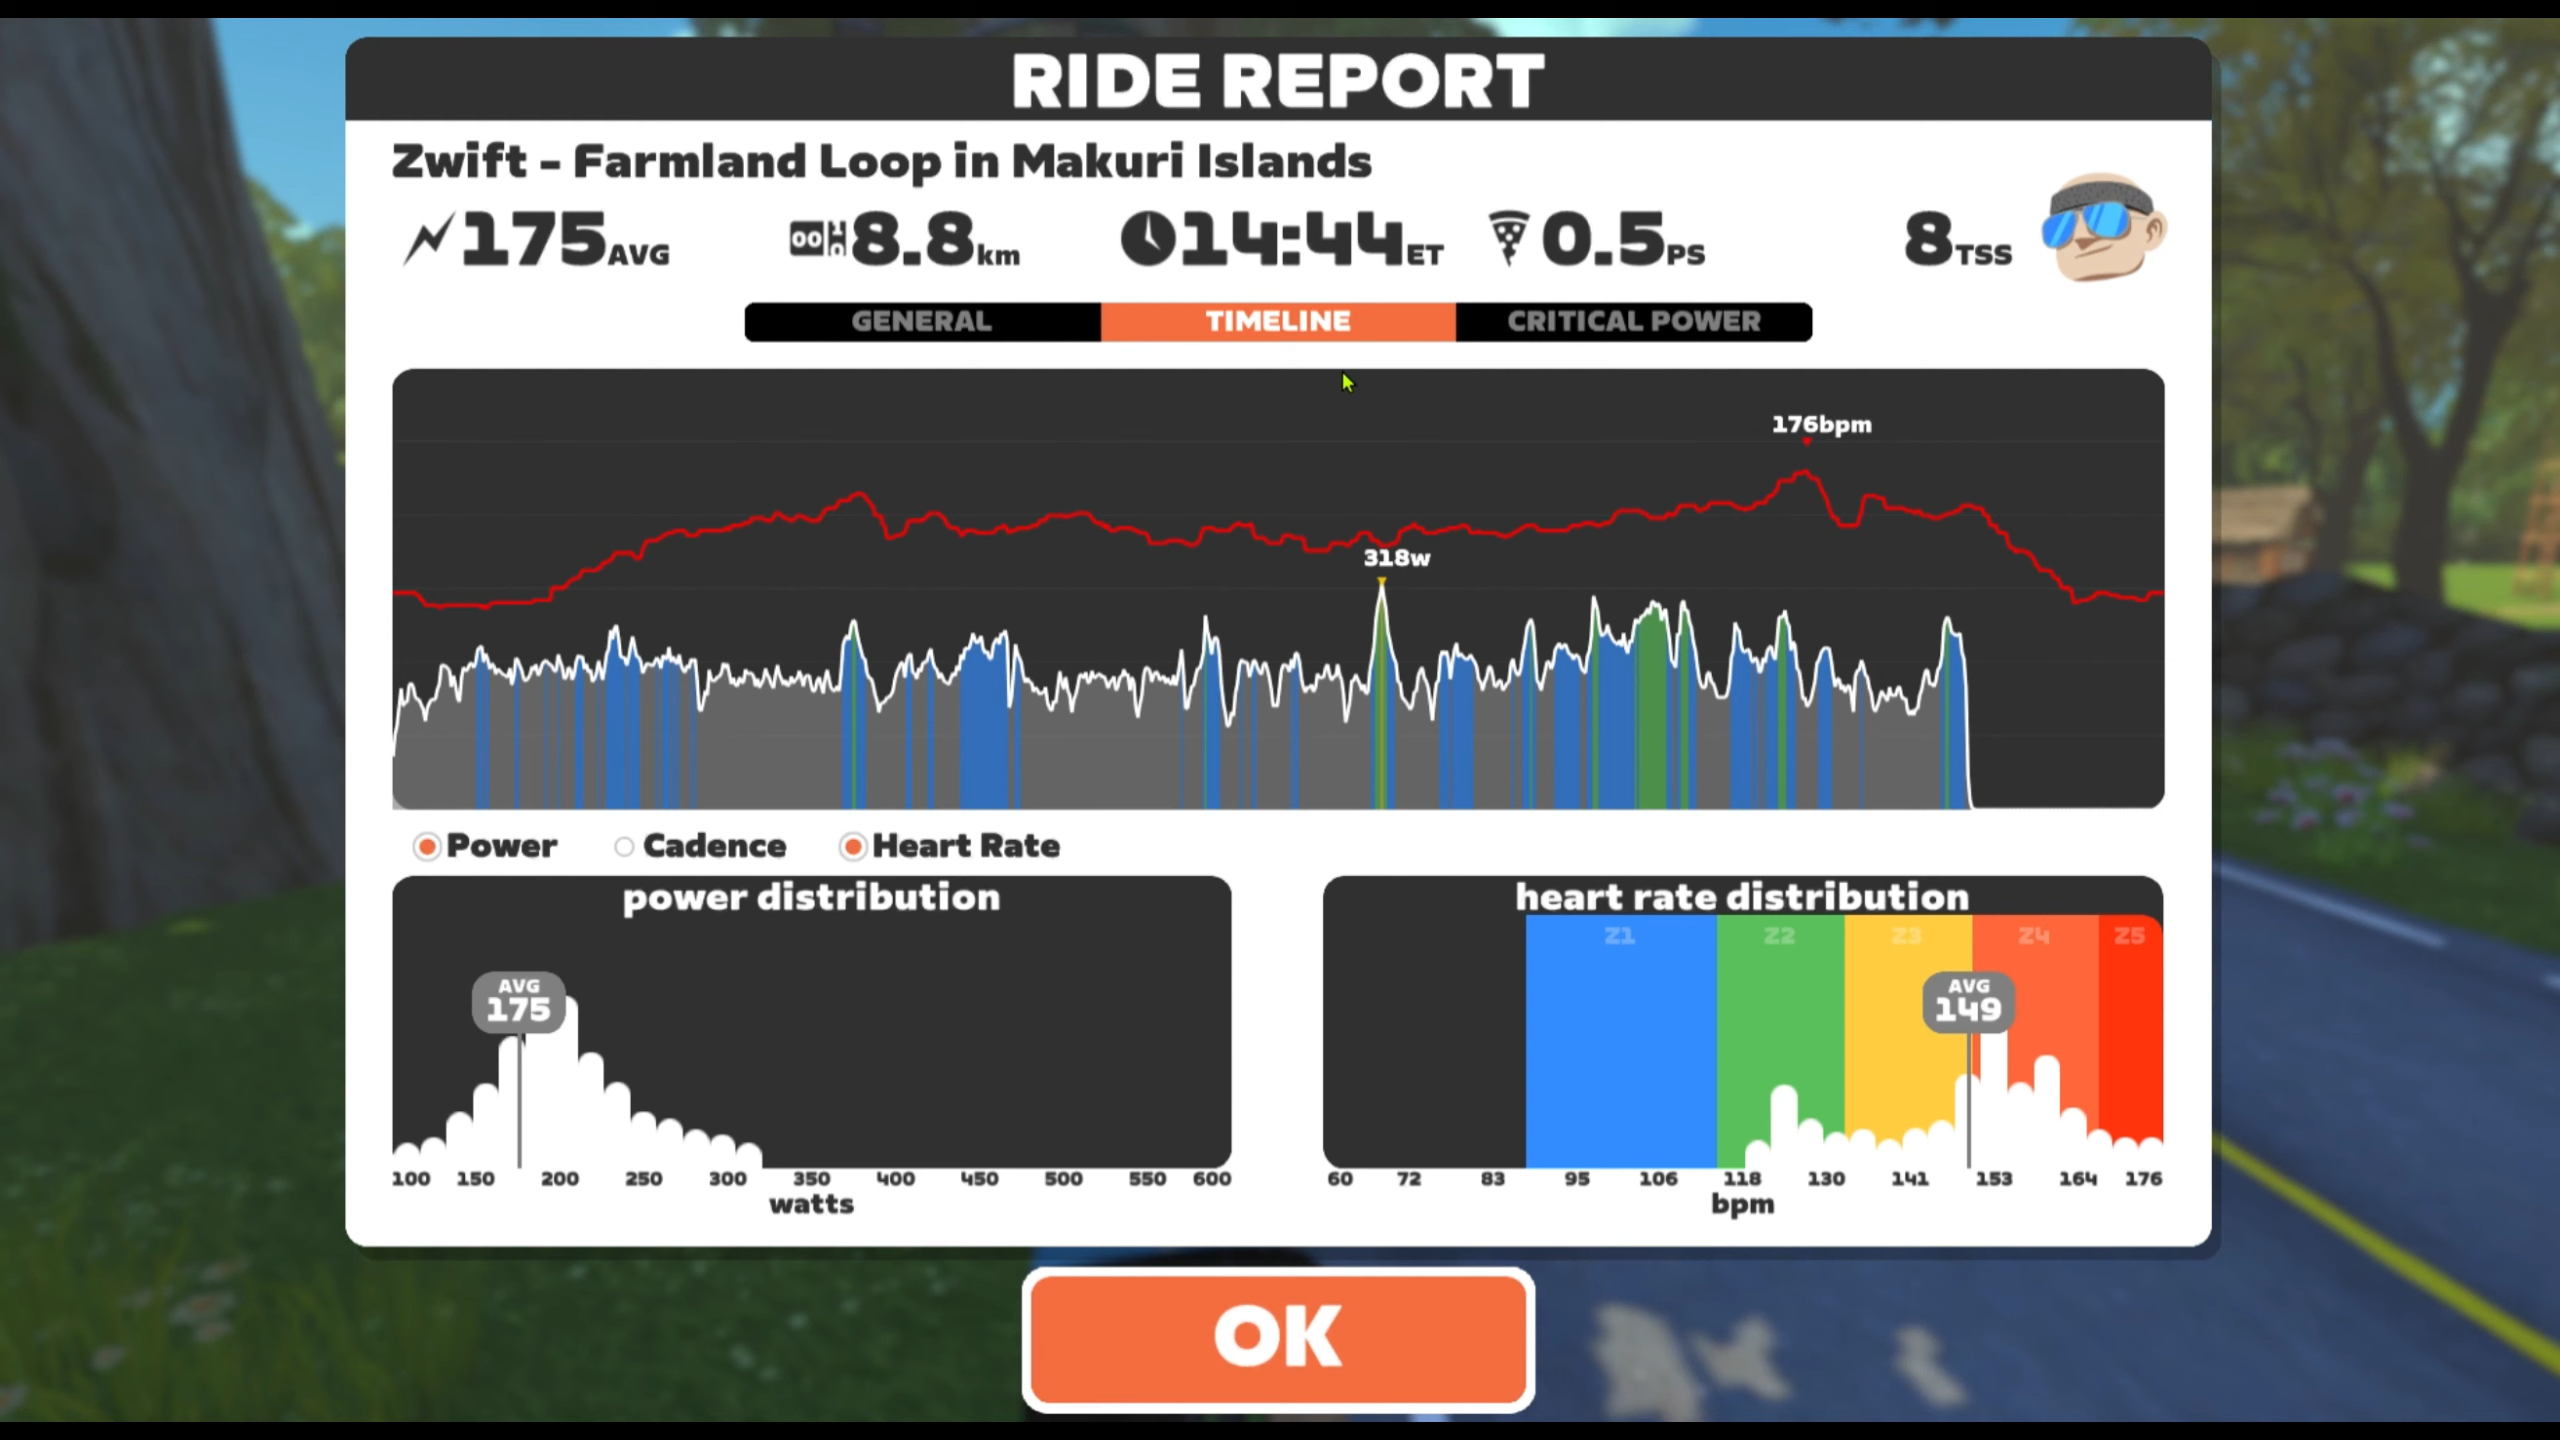 RIDE REPORT
Zwift - Farmland Loop in Makuri Islands
175AVG 8.8km 14:44ET 0.5PS 8TSS
GENERAL TIMELINE CRITICAL POWER
176bpm
318w
Power Cadence Heart Rate
power distribution
AVG
175
100 150 200 250 300 350 400 450 500 550 600
watts
heart rate distribution
Z1 Z2 Z3 Z4 Z5
AVG
149
60 72 83 95 106 118 130 141 153 164 176
bpm
OK